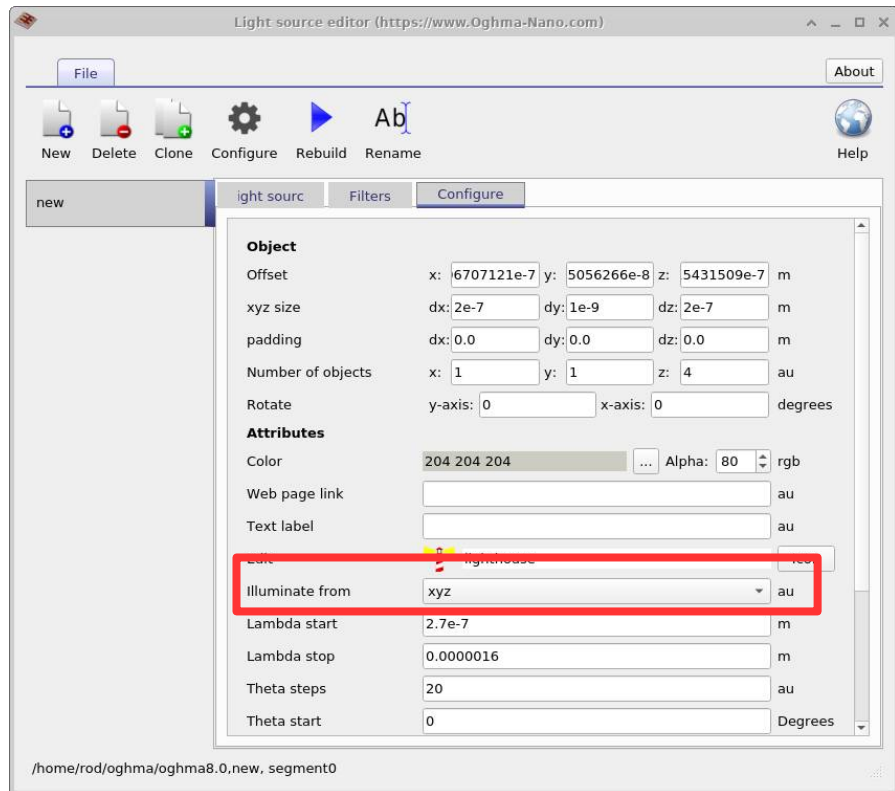 Light source editor (https://www.Oghma-Nano.com)
File
About
New Delete Clone Configure Rebuild Ab Rename Help
new
ight sourc Filters Configure
Object
Offset x: 6707121e-7 y: 5056266e-8 z: 5431509e-7 m
xyz size dx: 2e-7 dy: 1e-9 dz: 2e-7 m
padding dx: 0.0 dy: 0.0 dz: 0.0 m
Number of objects x: 1 y: 1 z: 4 au
Rotate y-axis: 0 x-axis: 0 degrees
Attributes
Color 204 204 204 ... Alpha: 80 rgb
Web page link au
Text label au
lighthouse
Illuminate from xyz au
Lambda start 2.7e-7 m
Lambda stop 0.0000016 m
Theta steps 20 au
Theta start 0 Degrees
/home/rod/oghma/oghma8.0,new, segment0